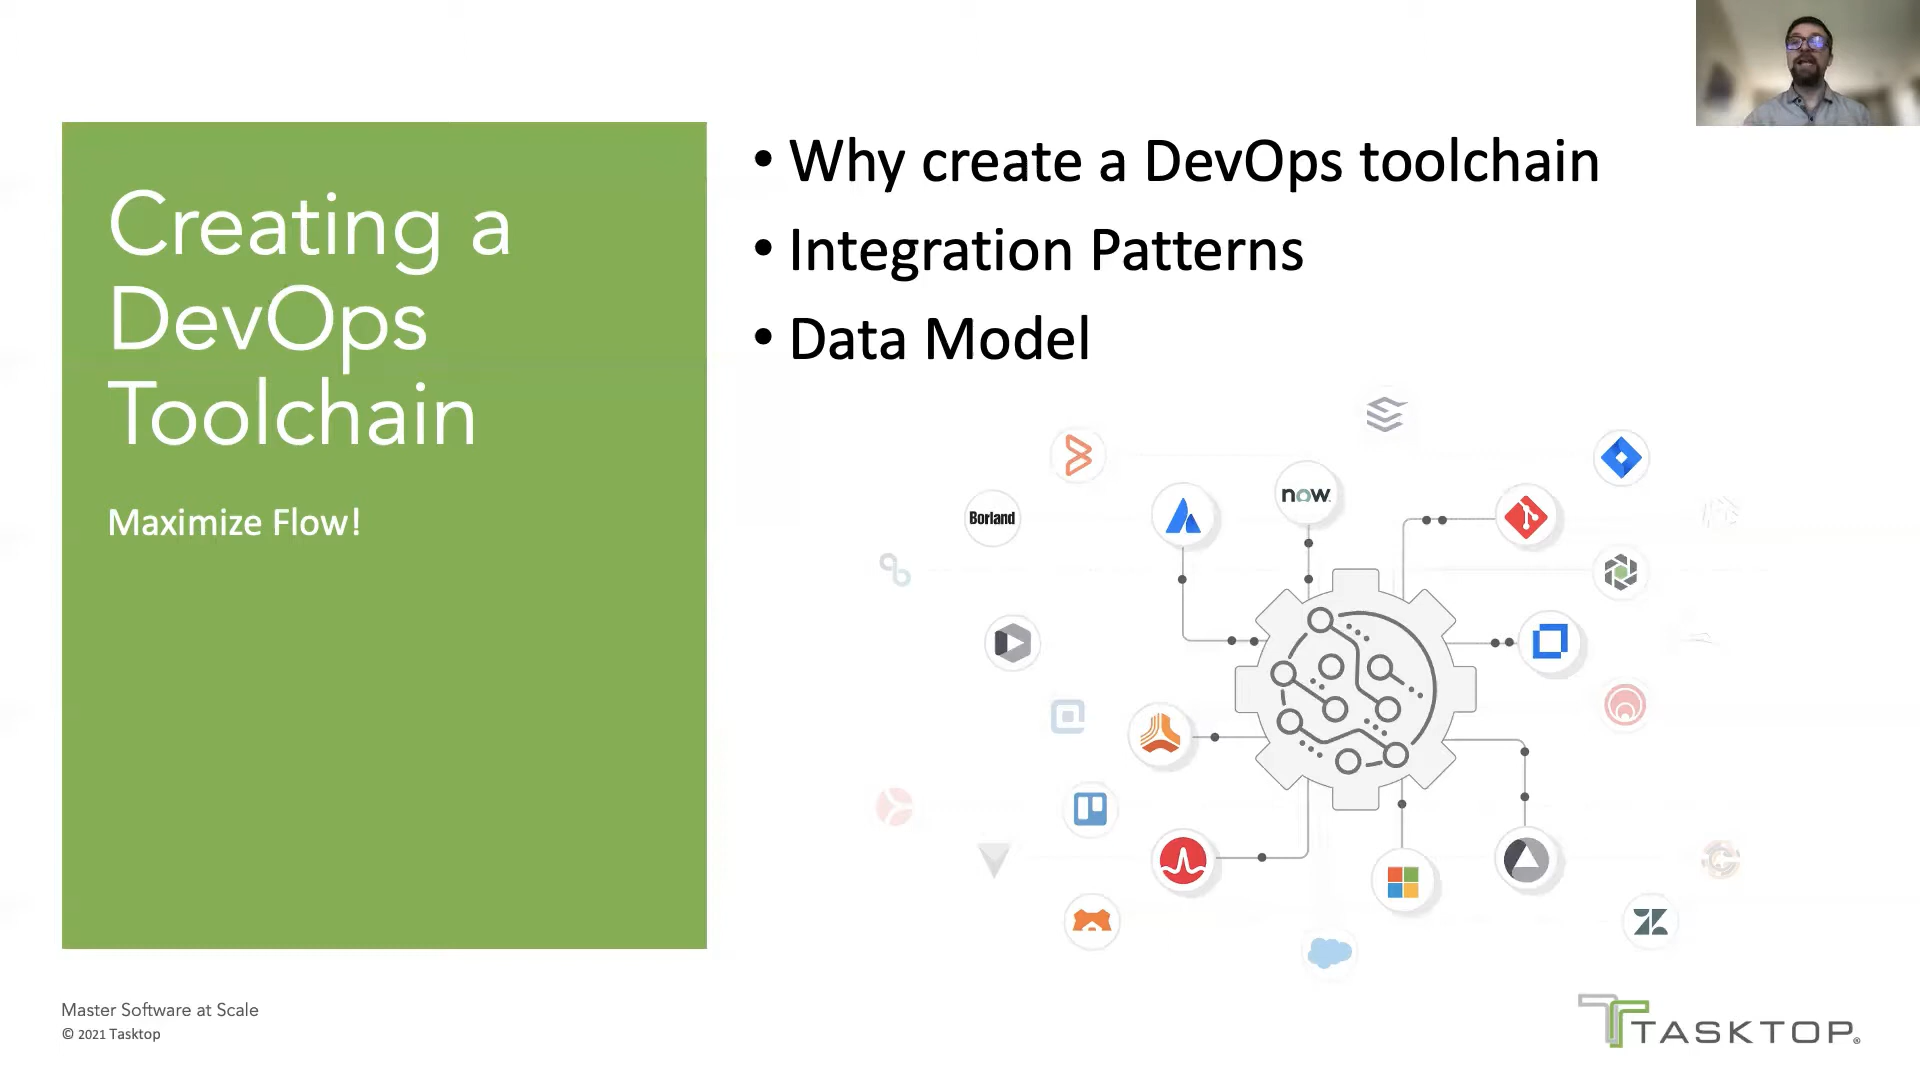 Creating a
DevOps
Toolchain
Maximize Flow!
• Why create a DevOps toolchain
• Integration Patterns
• Data Model
Borland
now
Master Software at Scale
© 2021 Tasktop
TASKTOP®